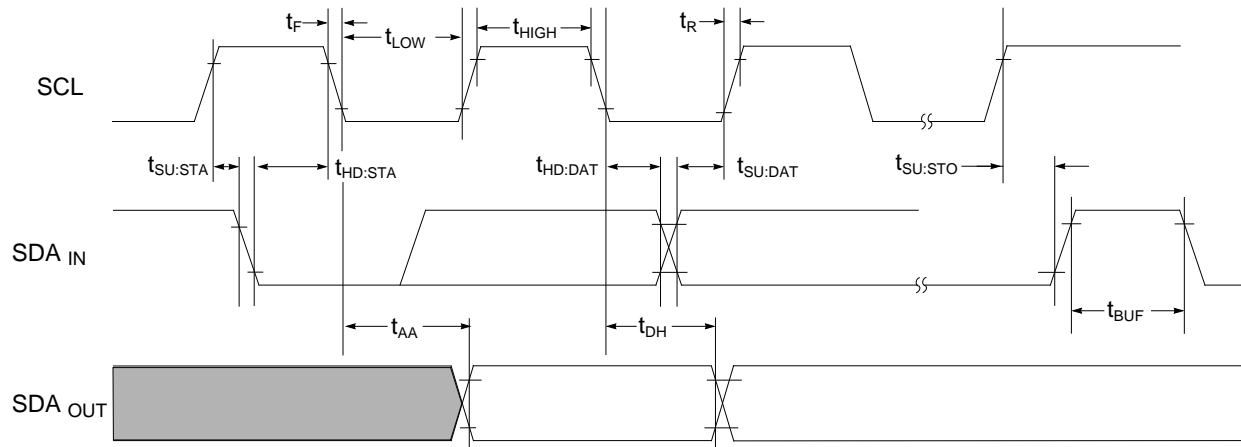 tF
tLOW
tHIGH
tR
SCL
tSU:STA
tHD:STA
tHD:DAT
tSU:DAT
tSU:STO
SDA IN
tAA
tDH
tBUF
SDA OUT